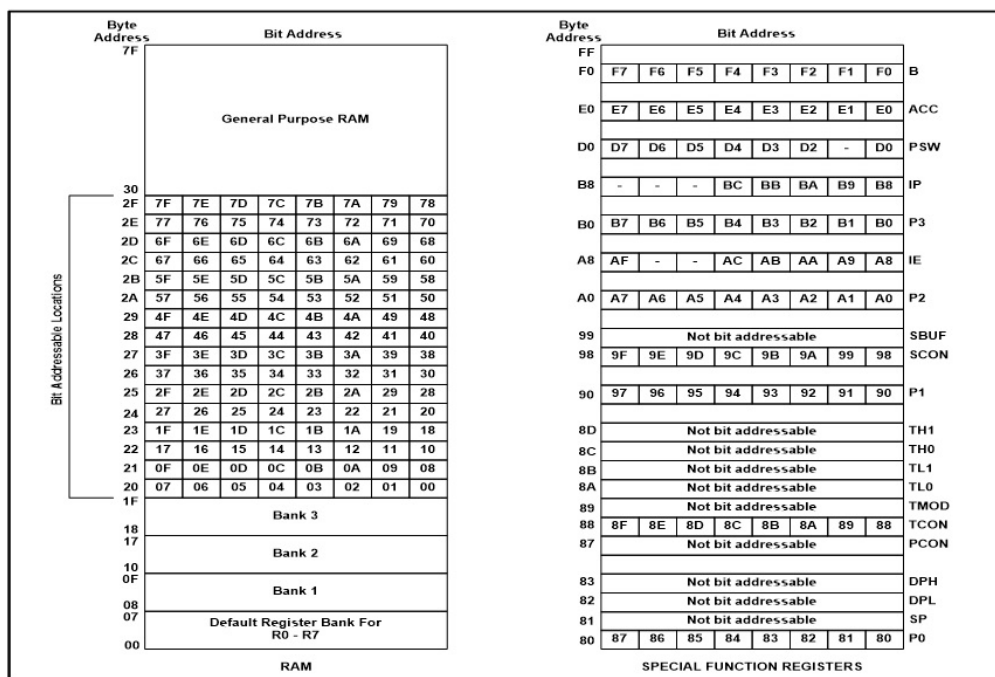 Byte Address Bit Address
7F
General Purpose RAM
30
2F 7F 7E 7D 7C 7B 7A 79 78
2E 77 76 75 74 73 72 71 70
2D 6F 6E 6D 6C 6B 6A 69 68
2C 67 66 65 64 63 62 61 60
2B 5F 5E 5D 5C 5B 5A 59 58
2A 57 56 55 54 53 52 51 50
29 4F 4E 4D 4C 4B 4A 49 48
28 47 46 45 44 43 42 41 40
27 3F 3E 3D 3C 3B 3A 39 38
26 37 36 35 34 33 32 31 30
25 2F 2E 2D 2C 2B 2A 29 28
24 27 26 25 24 23 22 21 20
23 1F 1E 1D 1C 1B 1A 19 18
22 17 16 15 14 13 12 11 10
21 0F 0E 0D 0C 0B 0A 09 08
20 07 06 05 04 03 02 01 00
Bit Addressable Locations
1F
Bank 3
18
17
Bank 2
10
0F
Bank 1
08
07
Default Register Bank For
R0 - R7
00
RAM
Byte Address Bit Address
FF
F0 F7 F6 F5 F4 F3 F2 F1 F0 B
E0 E7 E6 E5 E4 E3 E2 E1 E0 ACC
D0 D7 D6 D5 D4 D3 D2 - D0 PSW
B8 - - - BC BB BA B9 B8 IP
B0 B7 B6 B5 B4 B3 B2 B1 B0 P3
A8 AF - - AC AB AA A9 A8 IE
A0 A7 A6 A5 A4 A3 A2 A1 A0 P2
99 Not bit addressable SBUF
98 9F 9E 9D 9C 9B 9A 99 98 SCON
90 97 96 95 94 93 92 91 90 P1
8D Not bit addressable TH1
8C Not bit addressable TH0
8B Not bit addressable TL1
8A Not bit addressable TL0
89 Not bit addressable TMOD
88 8F 8E 8D 8C 8B 8A 89 88 TCON
87 Not bit addressable PCON
83 Not bit addressable DPH
82 Not bit addressable DPL
81 Not bit addressable SP
80 87 86 85 84 83 82 81 80 P0
SPECIAL FUNCTION REGISTERS